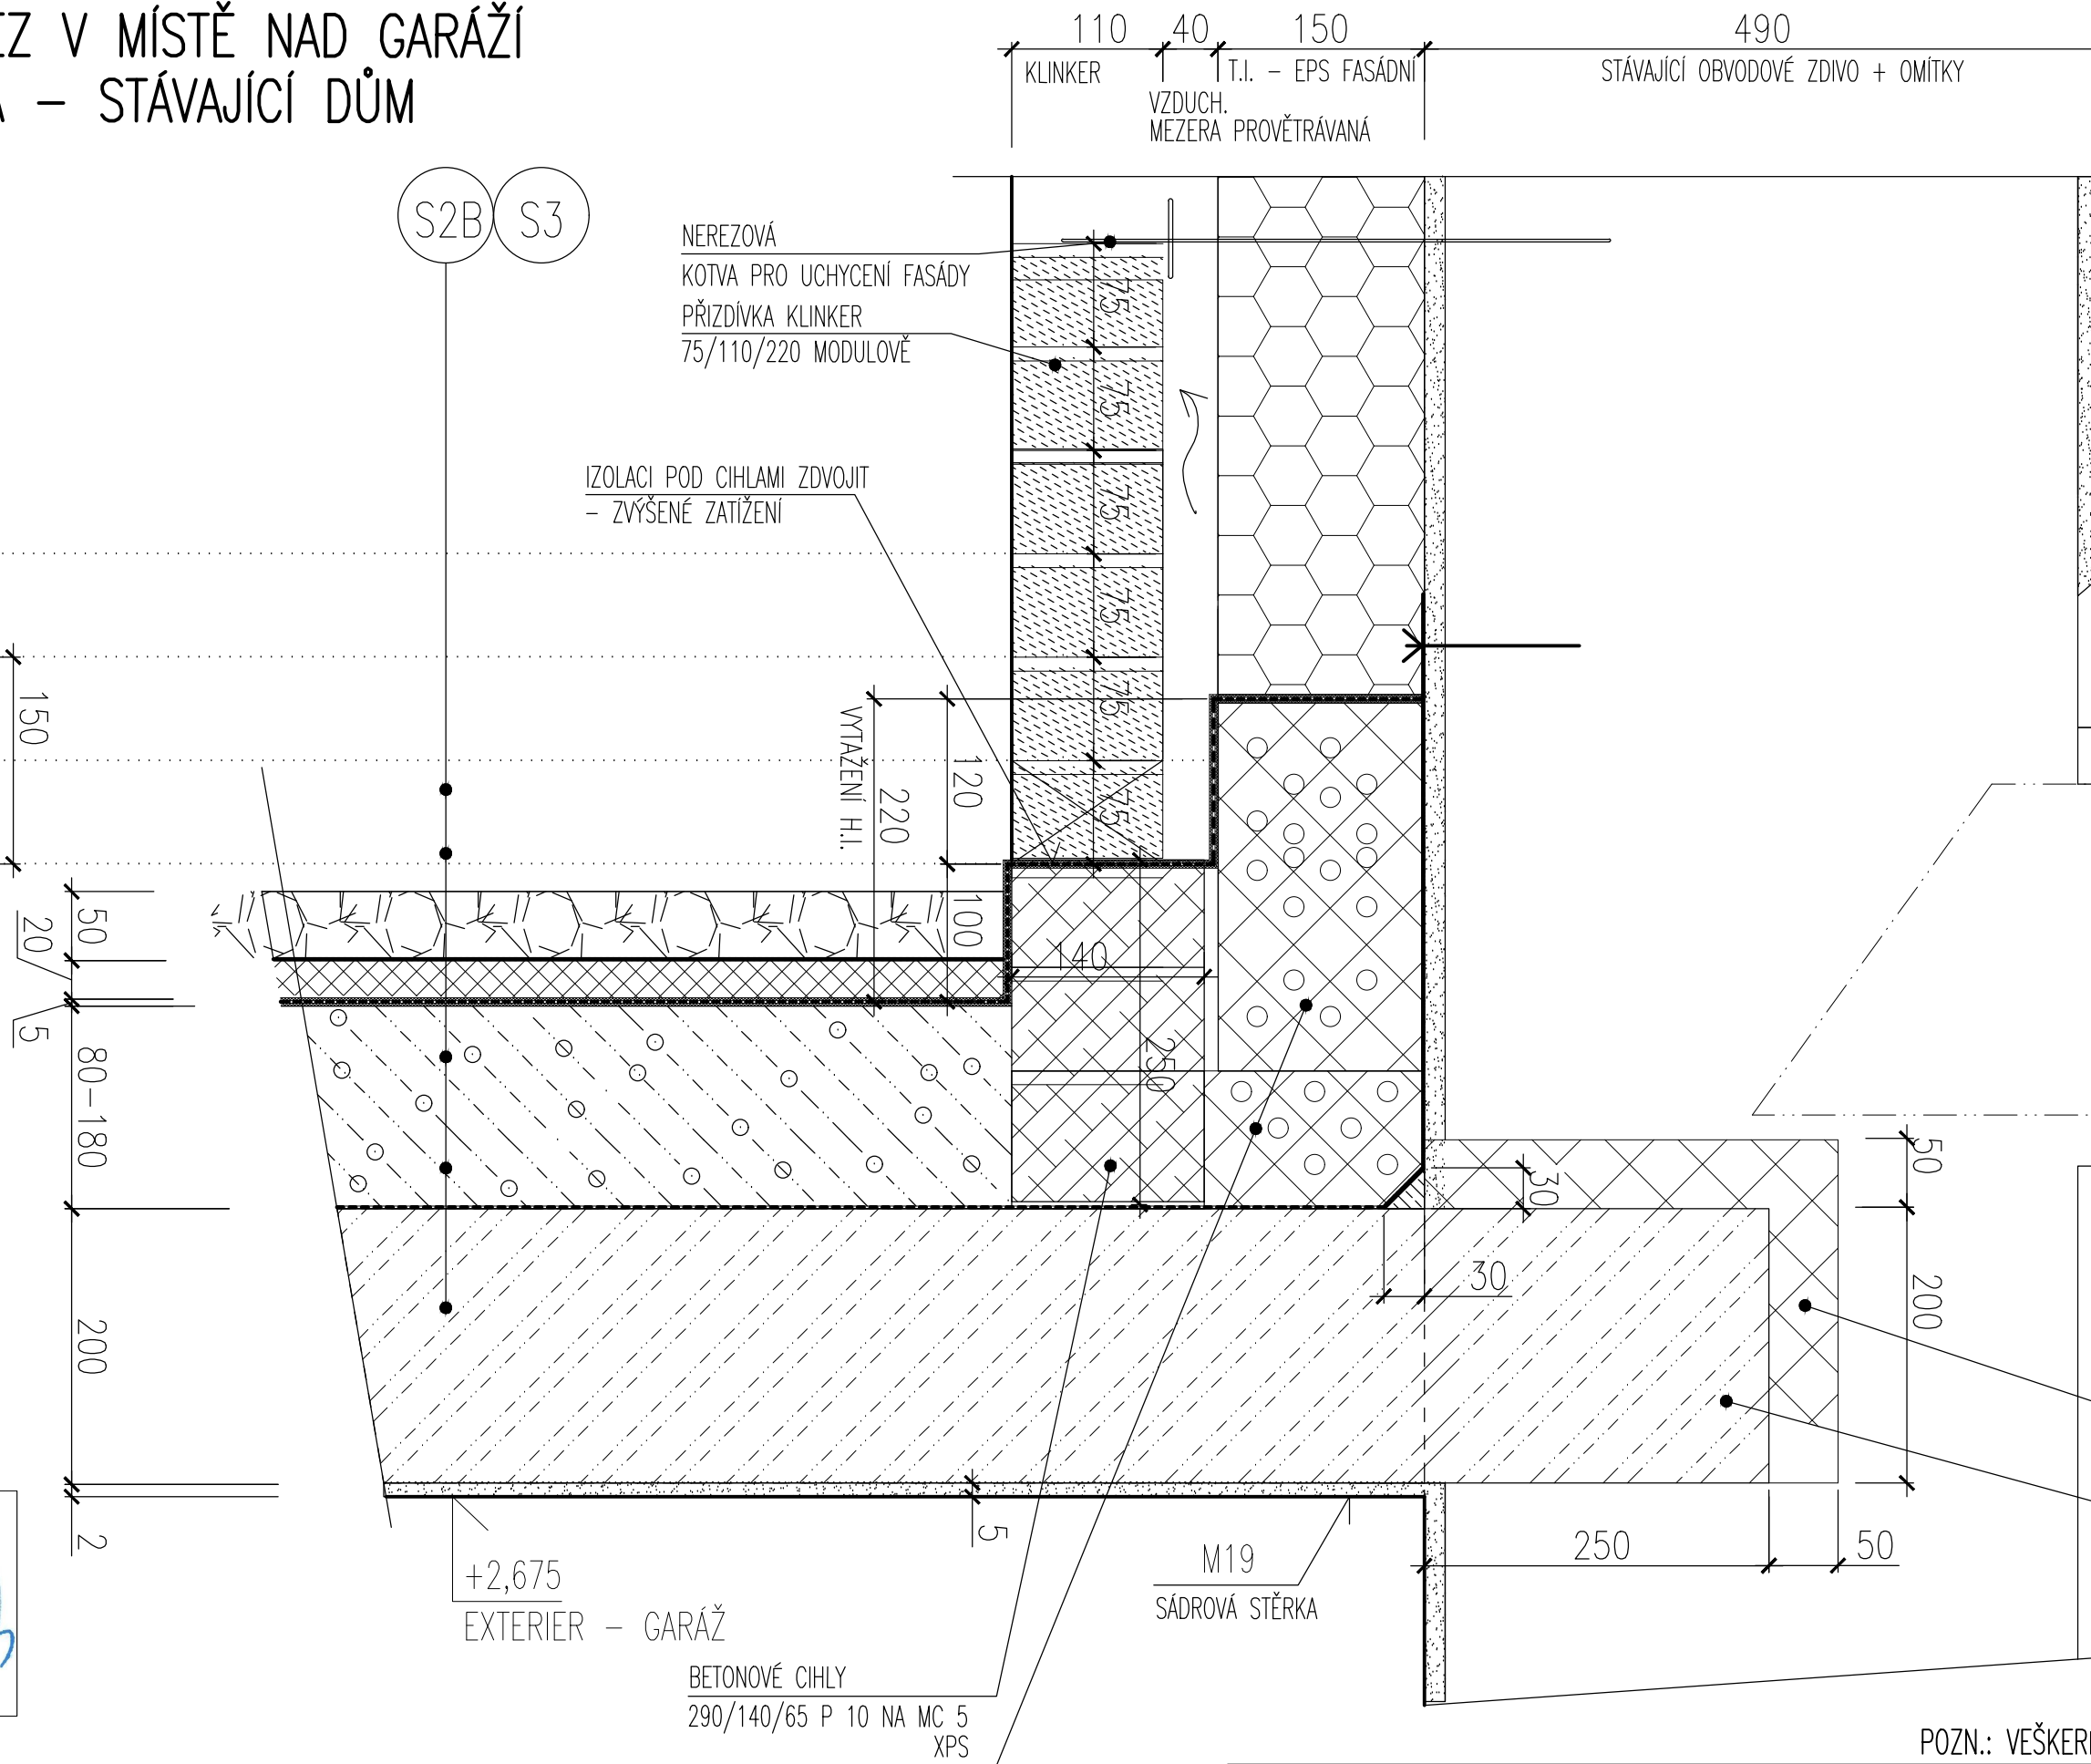 EZ V MÍSTĚ NAD GARÁŽÍ
A – STÁVAJÍCÍ DŮM
110 40 150 490
KLINKER
T.I. – EPS FASÁDNÍ
STÁVAJÍCÍ OBVODOVÉ ZDIVO + OMÍTKY
VZDUCH.
MEZERA PROVĚTRÁVANÁ
S2B S3
NEREZOVÁ
KOTVA PRO UCHYCENÍ FASÁDY
PŘIZDÍVKA KLINKER
75/110/220 MODULOVĚ
IZOLACI POD CIHLAMI ZDVOJIT
– ZVÝŠENÉ ZATÍŽENÍ
75
75
75
75
75
75
150
VYTAŽENÍ H.I.
220
120
100
50
20
5
80-180
200
2
140
250
50
30
200
30
5
250 50
+2,675
EXTERIER – GARÁŽ
M19
SÁDROVÁ STĚRKA
BETONOVÉ CIHLY
290/140/65 P 10 NA MC 5
XPS
POZN.: VEŠKER